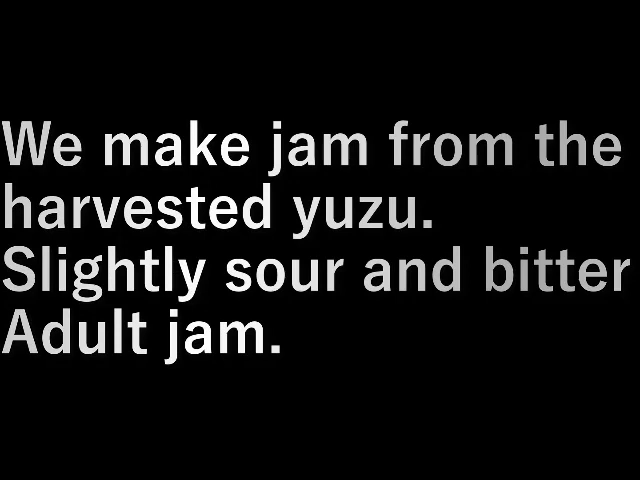 We make jam from the
harvested yuzu.
Slightly sour and bitter
Adult jam.